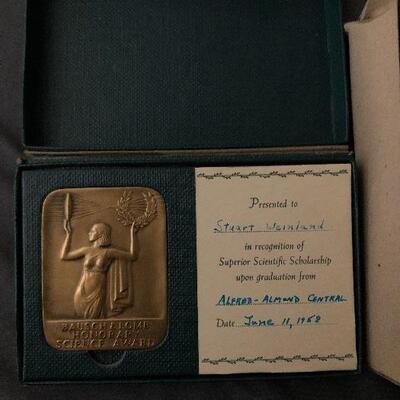 BAUSCH & LOMB
HONORARY
SCIENCE AWARD
Presented to
Stuart Weinland
in recognition of
Superior Scientific Scholarship
upon graduation from
ALFRED-ALMOND CENTRAL
Date June 11, 1958